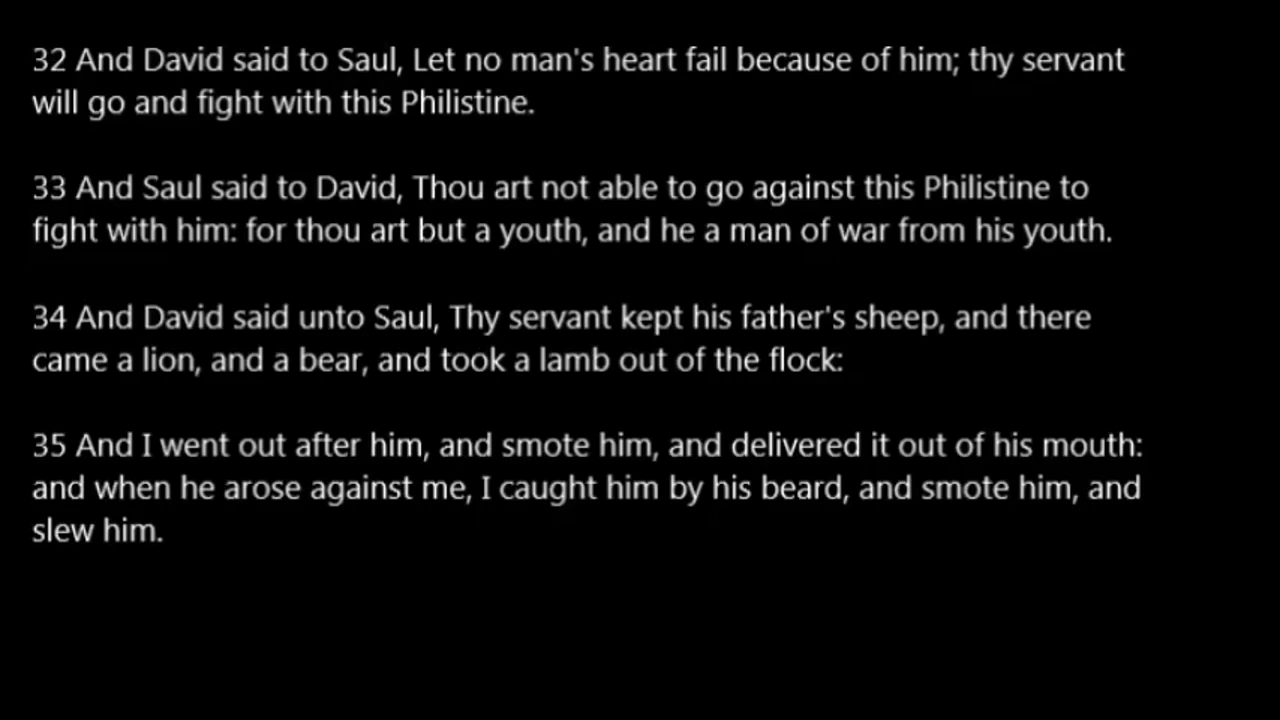 32 And David said to Saul, Let no man's heart fail because of him; thy servant
will go and fight with this Philistine.
33 And Saul said to David, Thou art not able to go against this Philistine to
fight with him: for thou art but a youth, and he a man of war from his youth.
34 And David said unto Saul, Thy servant kept his father's sheep, and there
came a lion, and a bear, and took a lamb out of the flock:
35 And I went out after him, and smote him, and delivered it out of his mouth:
and when he arose against me, I caught him by his beard, and smote him, and
slew him.